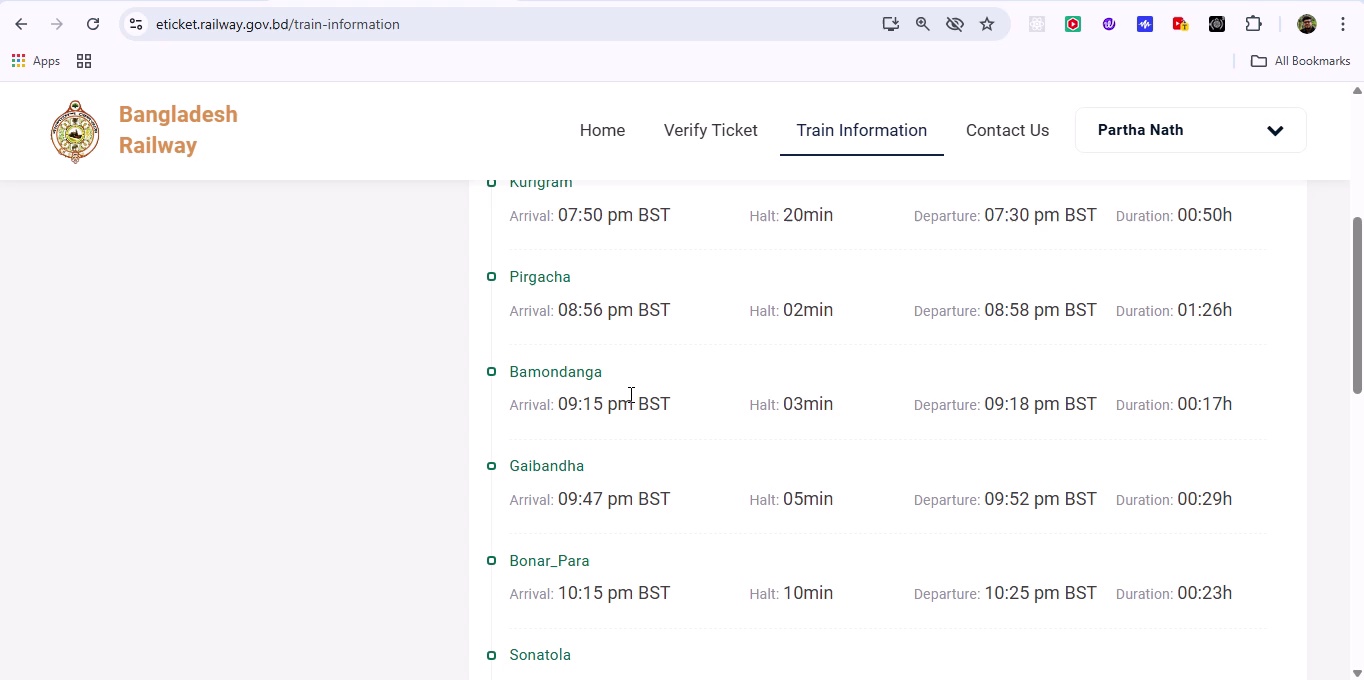 eticket.railway.gov.bd/train-information
Apps
All Bookmarks
Bangladesh
Railway
Home
Verify Ticket
Train Information
Contact Us
Partha Nath
Kurigram
Arrival: 07:50 pm BST Halt: 20min Departure: 07:30 pm BST Duration: 00:50h
Pirgacha
Arrival: 08:56 pm BST Halt: 02min Departure: 08:58 pm BST Duration: 01:26h
Bamondanga
Arrival: 09:15 pm BST Halt: 03min Departure: 09:18 pm BST Duration: 00:17h
Gaibandha
Arrival: 09:47 pm BST Halt: 05min Departure: 09:52 pm BST Duration: 00:29h
Bonar_Para
Arrival: 10:15 pm BST Halt: 10min Departure: 10:25 pm BST Duration: 00:23h
Sonatola